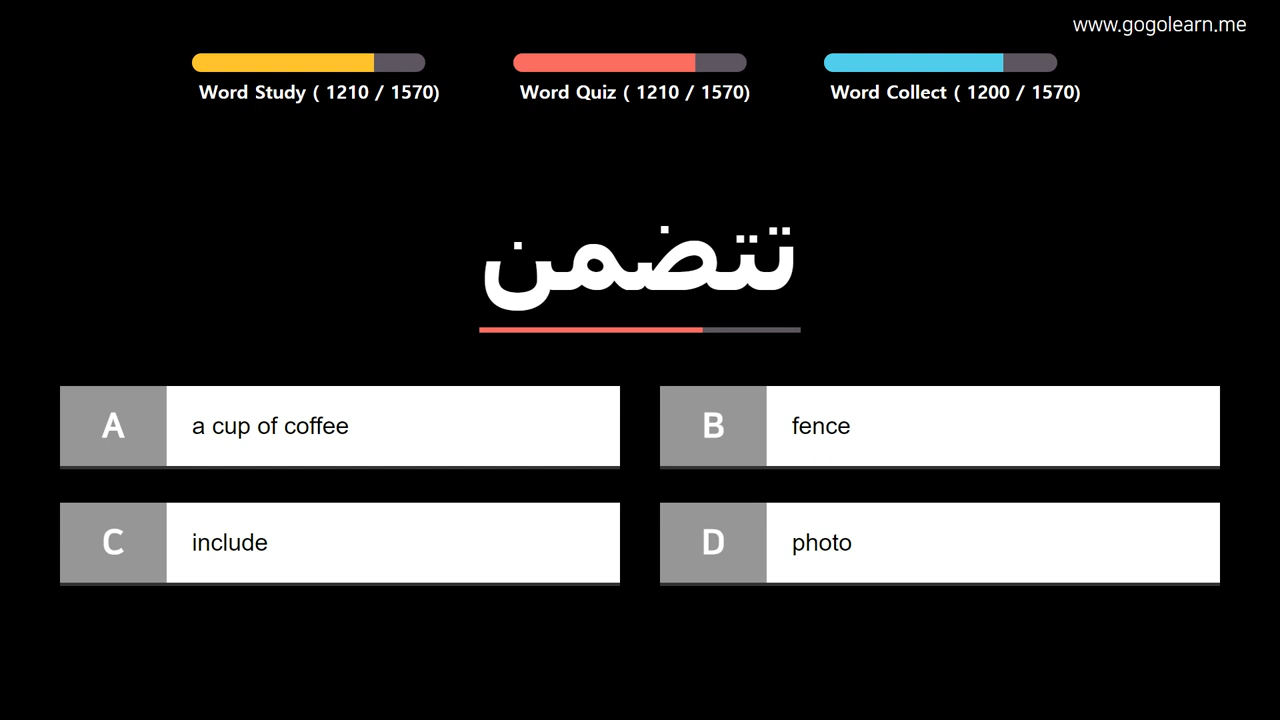 www.gogolearn.me
Word Study ( 1210 / 1570)
Word Quiz ( 1210 / 1570)
Word Collect ( 1200 / 1570)
تتضمن
A a cup of coffee
B fence
C include
D photo